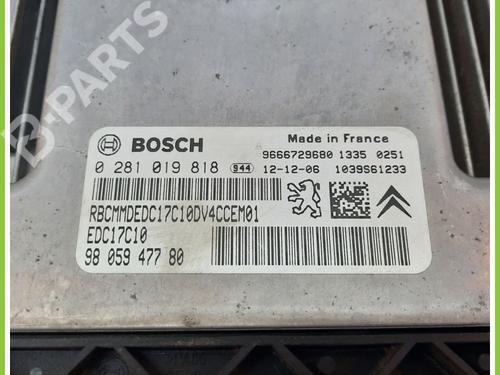 B-PARTS
BOSCH
Made in France
9666729680 1335 0251
0 281 019 818 944 12-12-06 1039S61233
RBCMMDEDC17C10DV4CCEM01
EDC17C10
98 059 477 80